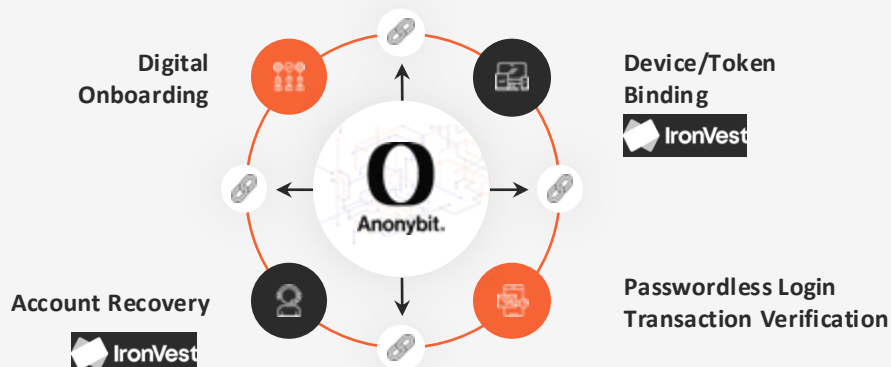 Digital
Onboarding
Device/Token
Binding
IronVest
Anonybit.
Account Recovery
IronVest
Passwordless Login
Transaction Verification